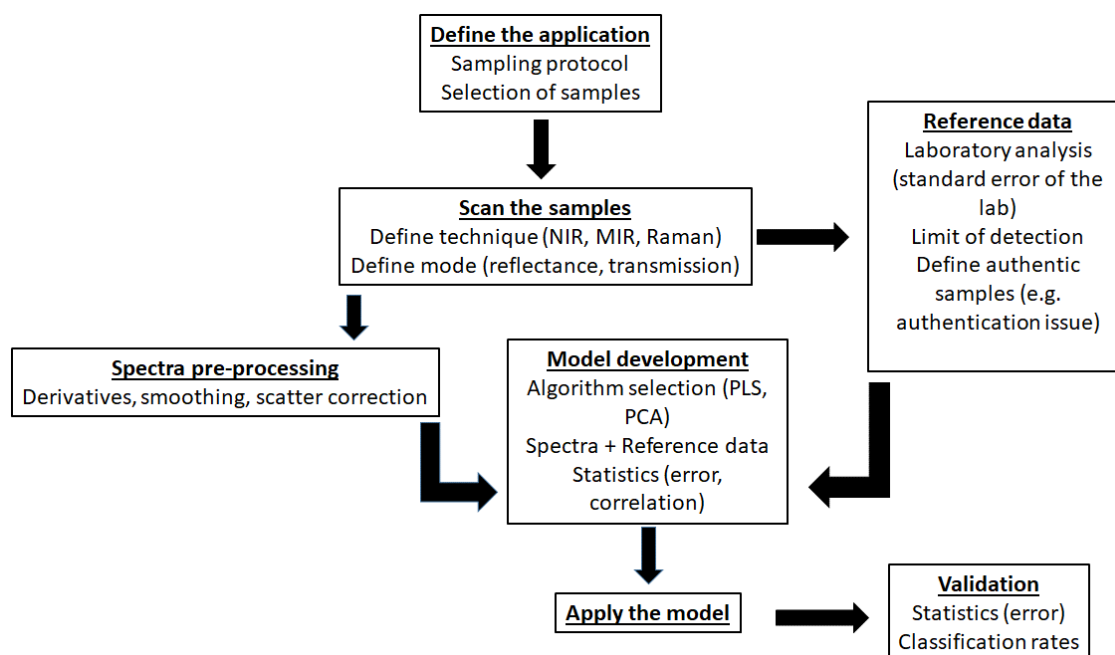 Define the application
Sampling protocol
Selection of samples
Reference data
Laboratory analysis
(standard error of the
lab)
Limit of detection
Define authentic
samples (e.g.
authentication issue)
Scan the samples
Define technique (NIR, MIR, Raman)
Define mode (reflectance, transmission)
Spectra pre-processing
Derivatives, smoothing, scatter correction
Model development
Algorithm selection (PLS,
PCA)
Spectra + Reference data
Statistics (error,
correlation)
Apply the model
Validation
Statistics (error)
Classification rates